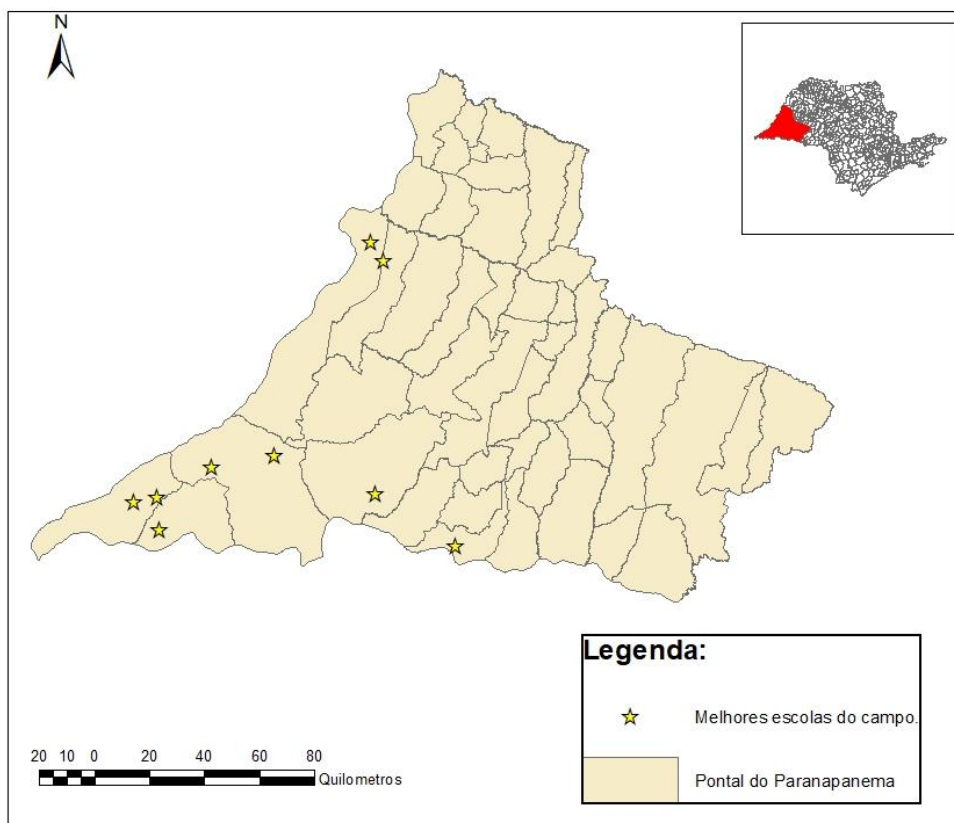 N
Legenda:
Melhores escolas do campo.
Pontal do Paranapanema
20 10 0 20 40 60 80
Quilometros